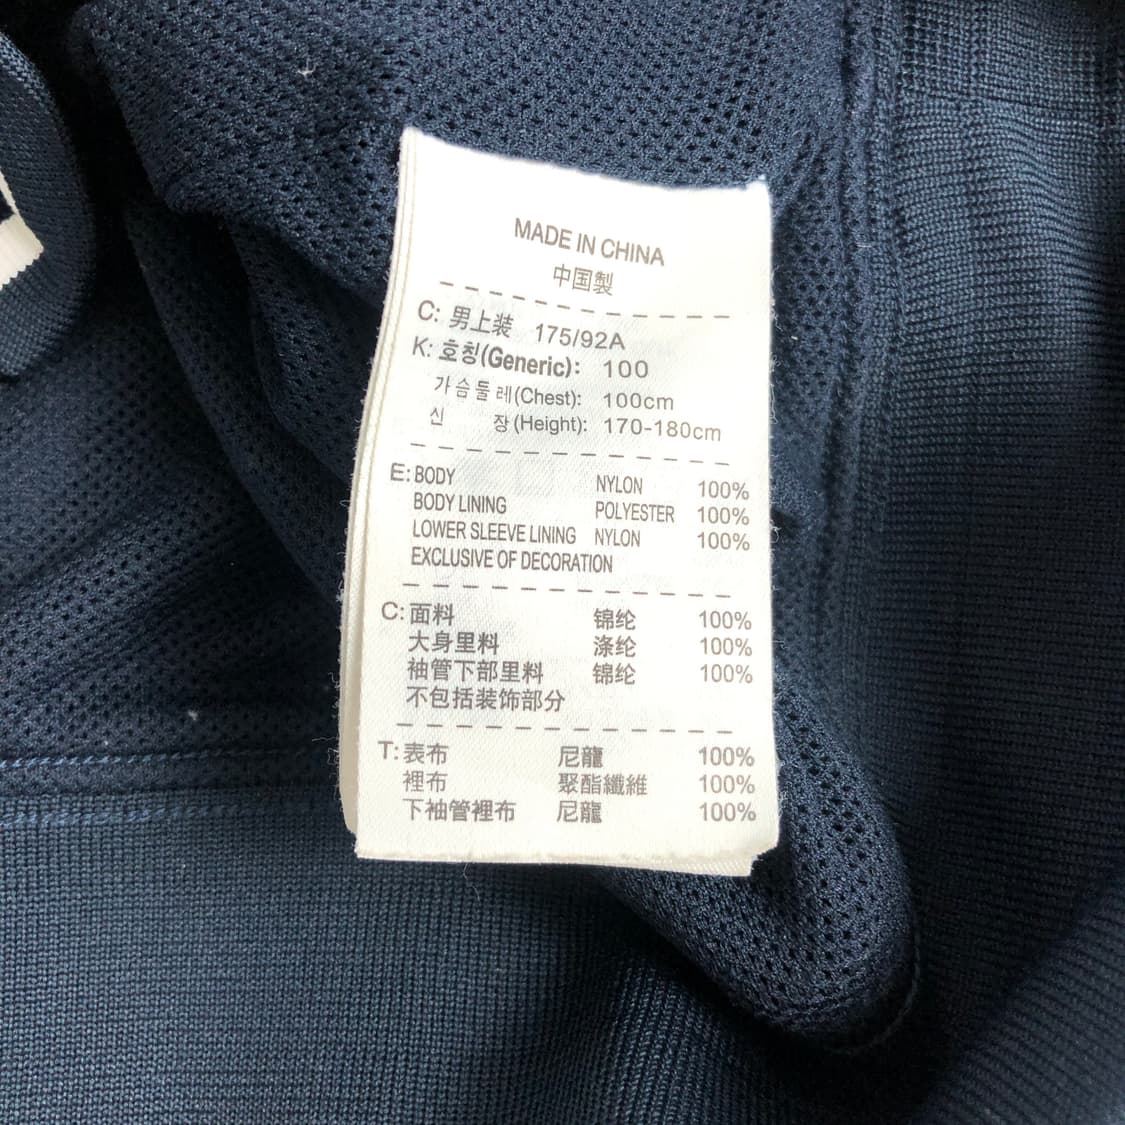 MADE IN CHINA
中国製
C: 男上装 175/92A
K: 호칭(Generic): 100
가슴둘레(Chest): 100cm
신 장(Height): 170-180cm
E: BODY NYLON 100%
BODY LINING POLYESTER 100%
LOWER SLEEVE LINING NYLON 100%
EXCLUSIVE OF DECORATION
C: 面料 锦纶 100%
大身里料 涤纶 100%
袖管下部里料 锦纶 100%
不包括装饰部分
T: 表布 尼龍 100%
裡布 聚酯纖維 100%
下袖管裡布 尼龍 100%